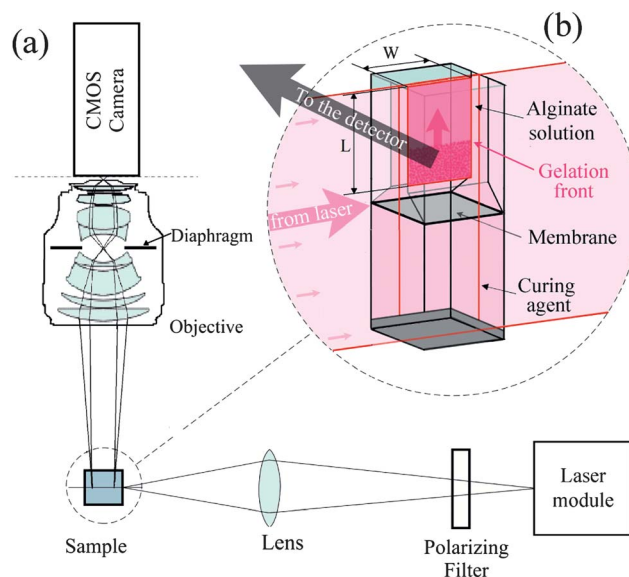 (a)
CMOS
Camera
Diaphragm
Objective
Sample
Lens
Polarizing
Filter
Laser
module
(b)
W
L
To the detector
from laser
Alginate
solution
Gelation
front
Membrane
Curing
agent